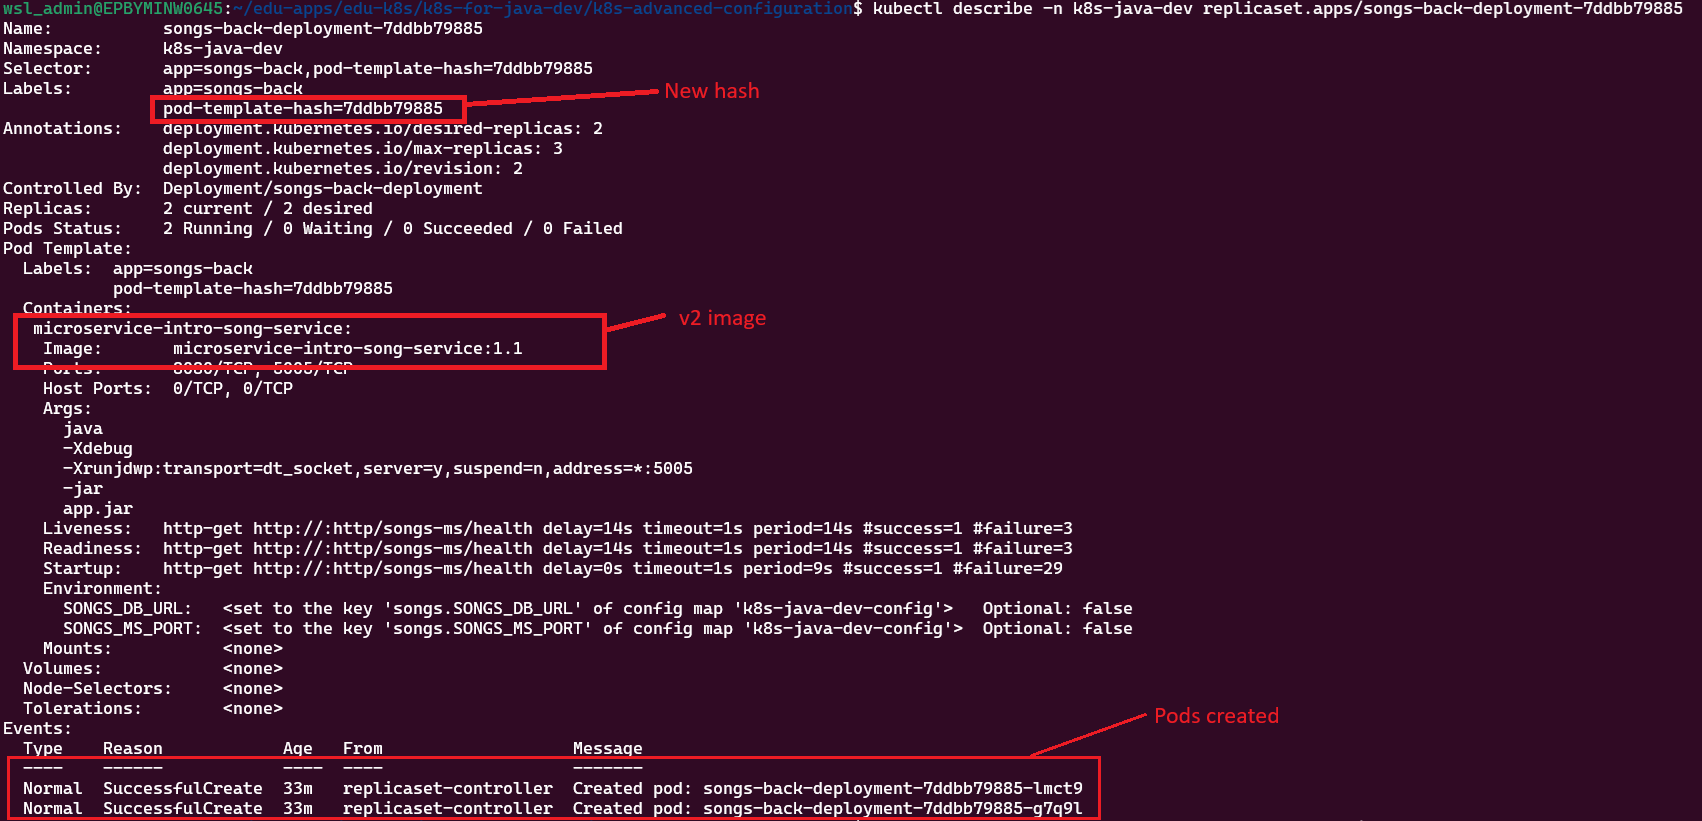 wsl_admin@EPBYMINW0645:~/edu-apps/edu-k8s/k8s-for-java-dev/k8s-advanced-configuration$ kubectl describe -n k8s-java-dev replicaset.apps/songs-back-deployment-7ddbb79885
Name:           songs-back-deployment-7ddbb79885
Namespace:      k8s-java-dev
Selector:       app=songs-back,pod-template-hash=7ddbb79885
Labels:         app=songs-back
                pod-template-hash=7ddbb79885
New hash
Annotations:    deployment.kubernetes.io/desired-replicas: 2
                deployment.kubernetes.io/max-replicas: 3
                deployment.kubernetes.io/revision: 2
Controlled By:  Deployment/songs-back-deployment
Replicas:       2 current / 2 desired
Pods Status:    2 Running / 0 Waiting / 0 Succeeded / 0 Failed
Pod Template:
  Labels:  app=songs-back
           pod-template-hash=7ddbb79885
  Containers:
   microservice-intro-song-service:
v2 image
    Image:       microservice-intro-song-service:1.1
    Ports:       8080/TCP, 5005/TCP
    Host Ports:  0/TCP, 0/TCP
    Args:
      java
      -Xdebug
      -Xrunjdwp:transport=dt_socket,server=y,suspend=n,address=*:5005
      -jar
      app.jar
    Liveness:   http-get http://:http/songs-ms/health delay=14s timeout=1s period=14s #success=1 #failure=3
    Readiness:  http-get http://:http/songs-ms/health delay=14s timeout=1s period=14s #success=1 #failure=3
    Startup:    http-get http://:http/songs-ms/health delay=0s timeout=1s period=9s #success=1 #failure=29
    Environment:
      SONGS_DB_URL:   <set to the key 'songs.SONGS_DB_URL' of config map 'k8s-java-dev-config'>   Optional: false
      SONGS_MS_PORT:  <set to the key 'songs.SONGS_MS_PORT' of config map 'k8s-java-dev-config'>  Optional: false
    Mounts:           <none>
  Volumes:            <none>
  Node-Selectors:     <none>
  Tolerations:        <none>
Pods created
Events:
  Type    Reason            Age   From                   Message
  ----    ------            ----  ----                   -------
  Normal  SuccessfulCreate  33m   replicaset-controller  Created pod: songs-back-deployment-7ddbb79885-lmct9
  Normal  SuccessfulCreate  33m   replicaset-controller  Created pod: songs-back-deployment-7ddbb79885-g7q9l